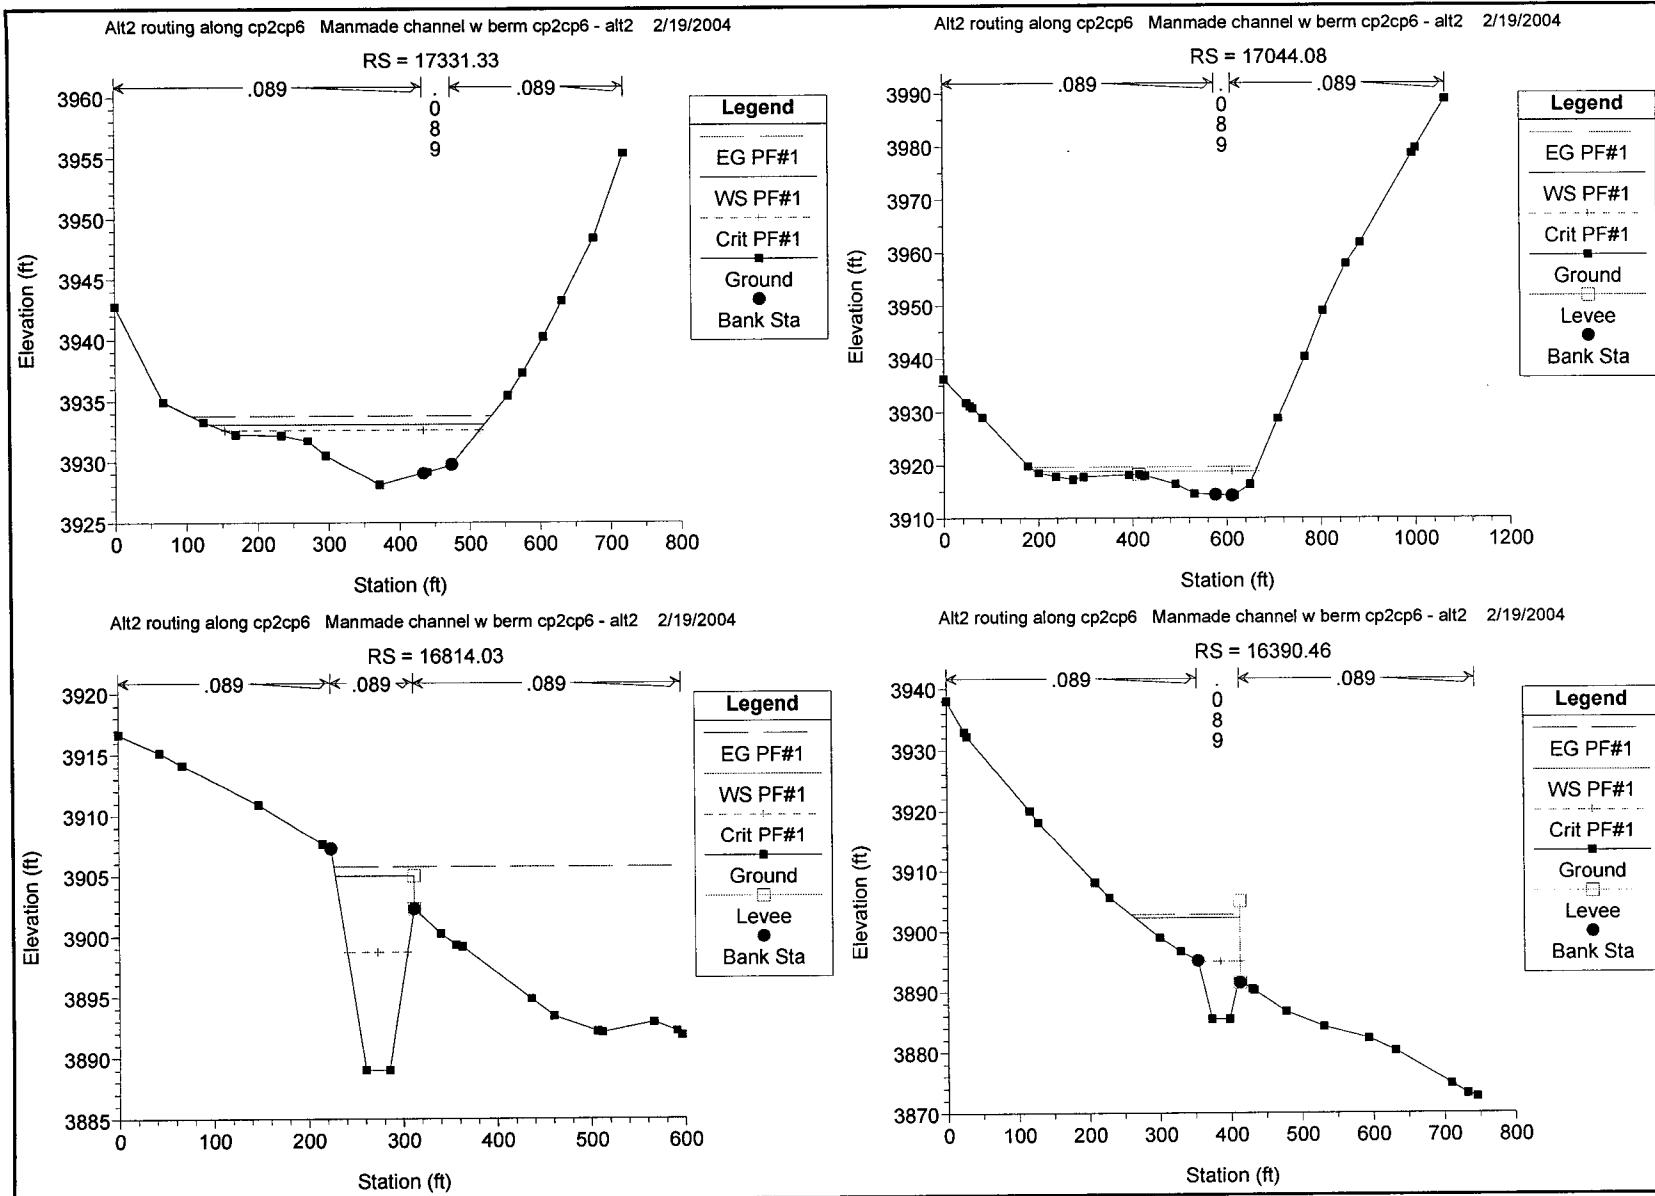 Alt2 routing along cp2cp6 Manmade channel w berm cp2cp6 - alt2 2/19/2004
RS = 17331.33
.089
.
0
8
9
.089
3960
3955
3950
3945
3940
3935
3930
3925
Elevation (ft)
0 100 200 300 400 500 600 700 800
Station (ft)
Legend
EG PF#1
WS PF#1
Crit PF#1
Ground
Bank Sta
Alt2 routing along cp2cp6 Manmade channel w berm cp2cp6 - alt2 2/19/2004
RS = 17044.08
.089
.
0
8
9
.089
3990
3980
3970
3960
3950
3940
3930
3920
3910
Elevation (ft)
0 200 400 600 800 1000 1200
Station (ft)
Legend
EG PF#1
WS PF#1
Crit PF#1
Ground
Levee
Bank Sta
Alt2 routing along cp2cp6 Manmade channel w berm cp2cp6 - alt2 2/19/2004
RS = 16814.03
.089 .089 .089
3920
3915
3910
3905
3900
3895
3890
3885
Elevation (ft)
0 100 200 300 400 500 600
Station (ft)
Legend
EG PF#1
WS PF#1
Crit PF#1
Ground
Levee
Bank Sta
Alt2 routing along cp2cp6 Manmade channel w berm cp2cp6 - alt2 2/19/2004
RS = 16390.46
.089
.
0
8
9
.089
3940
3930
3920
3910
3900
3890
3880
3870
Elevation (ft)
0 100 200 300 400 500 600 700 800
Station (ft)
Legend
EG PF#1
WS PF#1
Crit PF#1
Ground
Levee
Bank Sta